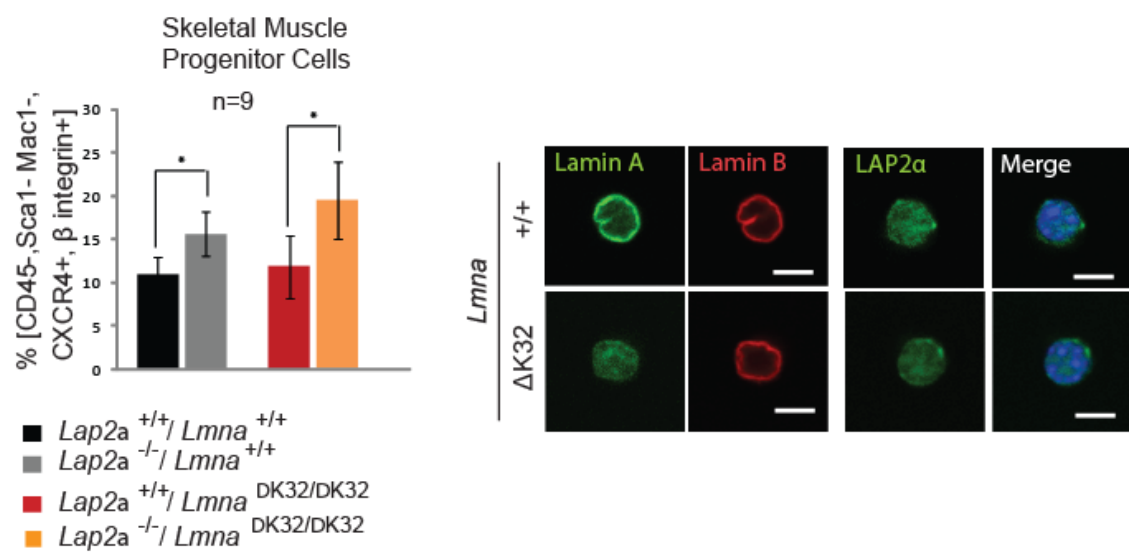 Skeletal Muscle
Progenitor Cells
n=9
% [CD45-,Sca1- Mac1-,
CXCR4+, β integrin+]
30
25
20
15
10
5
0
*
*
Lap2a +/+/ Lmna +/+
Lap2a -/-/ Lmna +/+
Lap2a +/+/ Lmna DK32/DK32
Lap2a -/-/ Lmna DK32/DK32
Lmna
+/+
ΔK32
Lamin A
Lamin B
LAP2α
Merge